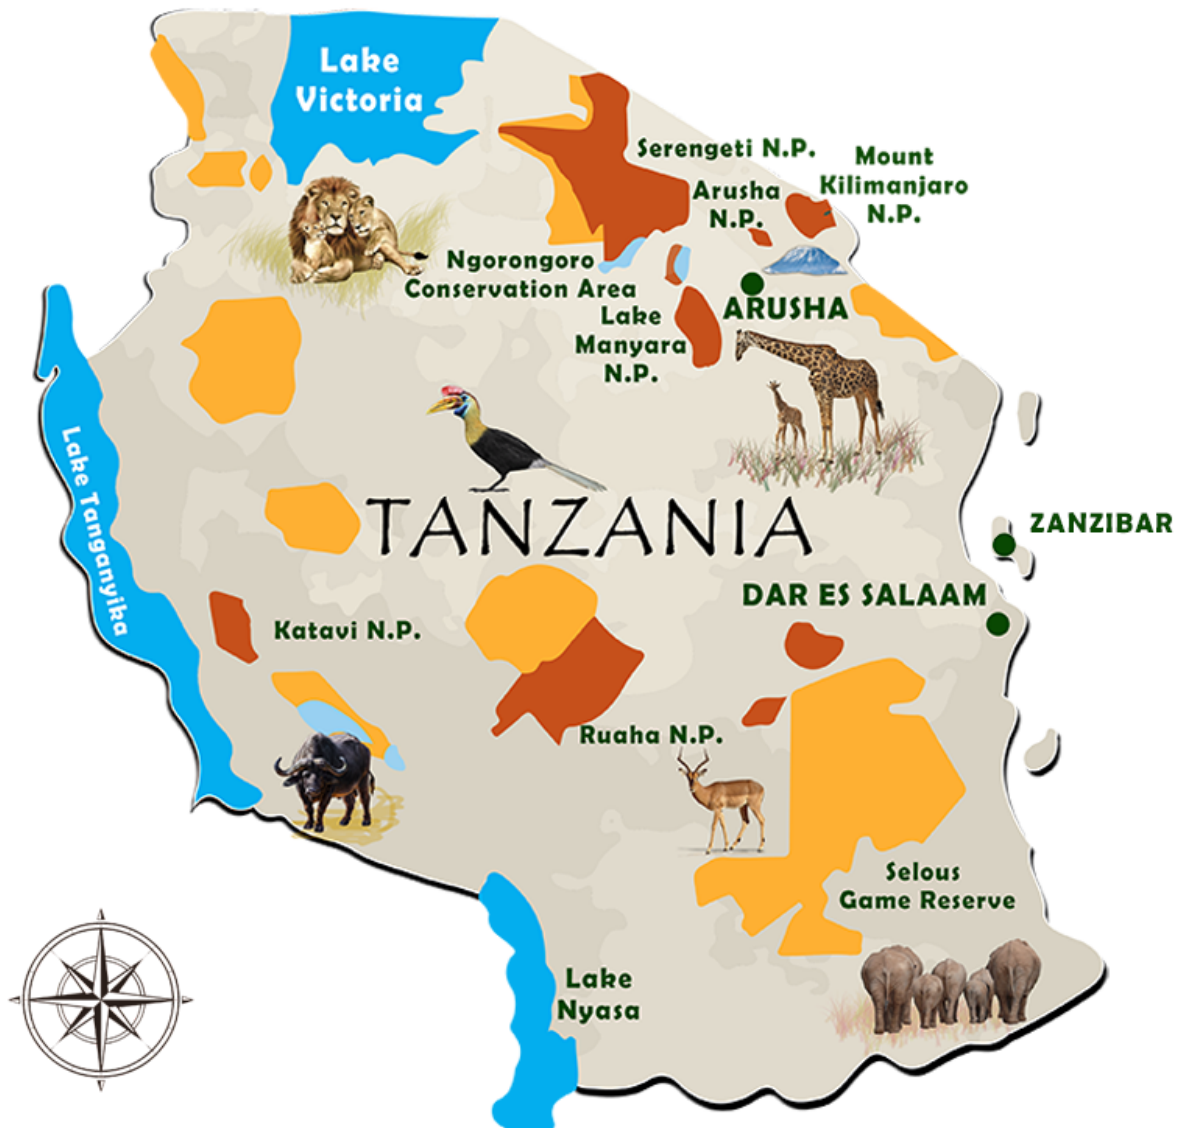 Lake
Victoria
Serengeti N.P.
Mount
Kilimanjaro
N.P.
Arusha
N.P.
Ngorongoro
Conservation Area
ARUSHA
Lake
Manyara
N.P.
Lake Tanganyika
TANZANIA
ZANZIBAR
DAR ES SALAAM
Katavi N.P.
Ruaha N.P.
Selous
Game Reserve
Lake
Nyasa